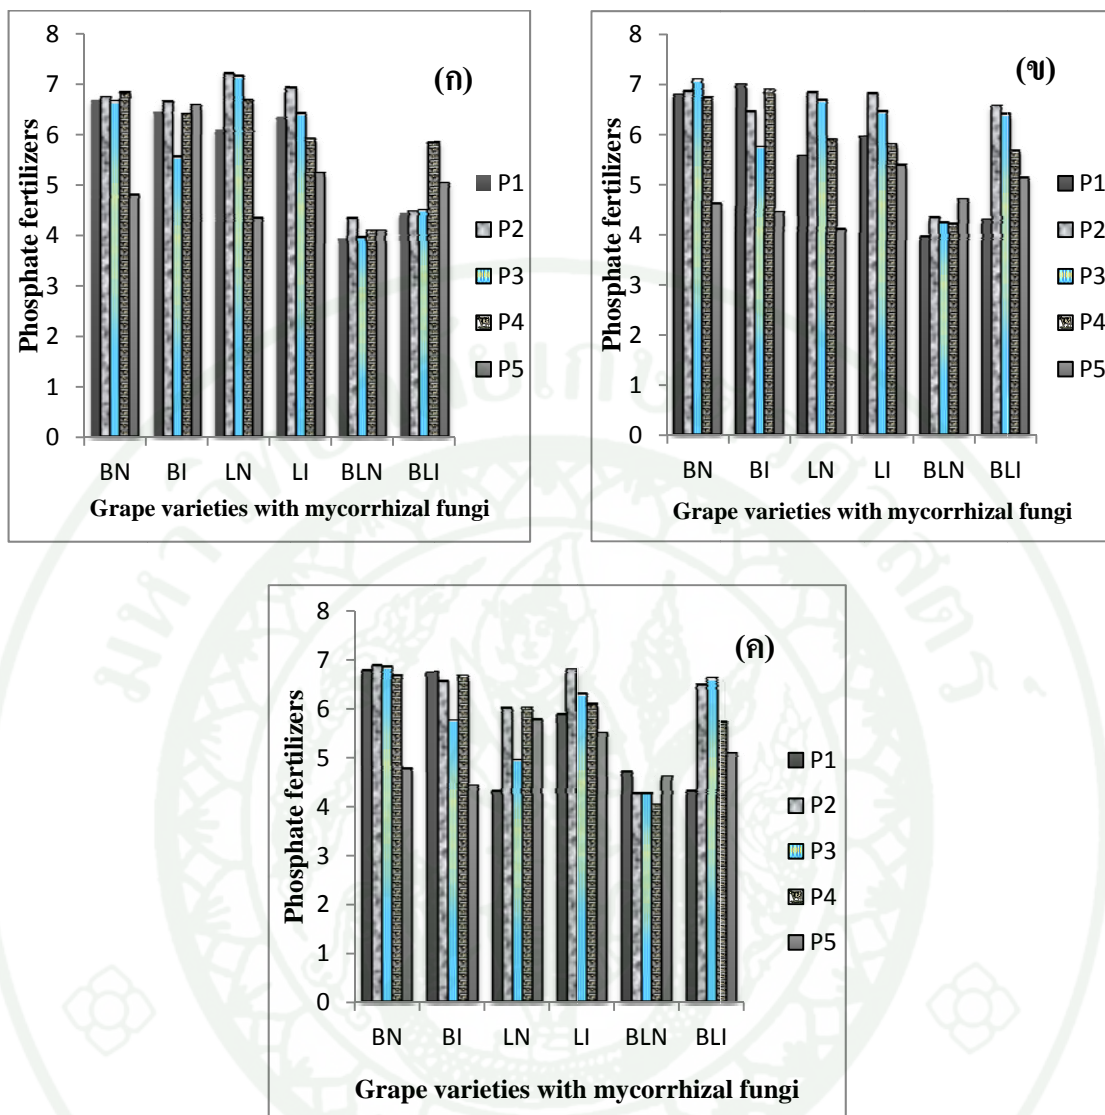 (ก)
8
7
6
5
4
3
2
1
0
Phosphate fertilizers
BN BI LN LI BLN BLI
Grape varieties with mycorrhizal fungi
P1
P2
P3
P4
P5
(ข)
8
7
6
5
4
3
2
1
0
Phosphate fertilizers
BN BI LN LI BLN BLI
Grape varieties with mycorrhizal fungi
P1
P2
P3
P4
P5
(ค)
8
7
6
5
4
3
2
1
0
Phosphate fertilizers
BN BI LN LI BLN BLI
Grape varieties with mycorrhizal fungi
P1
P2
P3
P4
P5